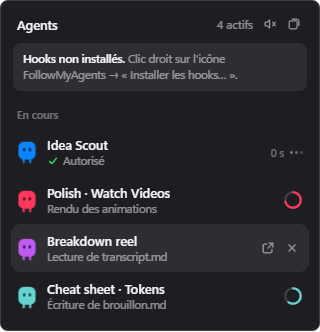 Agents
4 actifs
Hooks non installés. Clic droit sur l'icône
FollowMyAgents → « Installer les hooks… ».
En cours
Idea Scout
Autorisé
0 s
Polish · Watch Videos
Rendu des animations
Breakdown reel
Lecture de transcript.md
Cheat sheet · Tokens
Écriture de brouillon.md